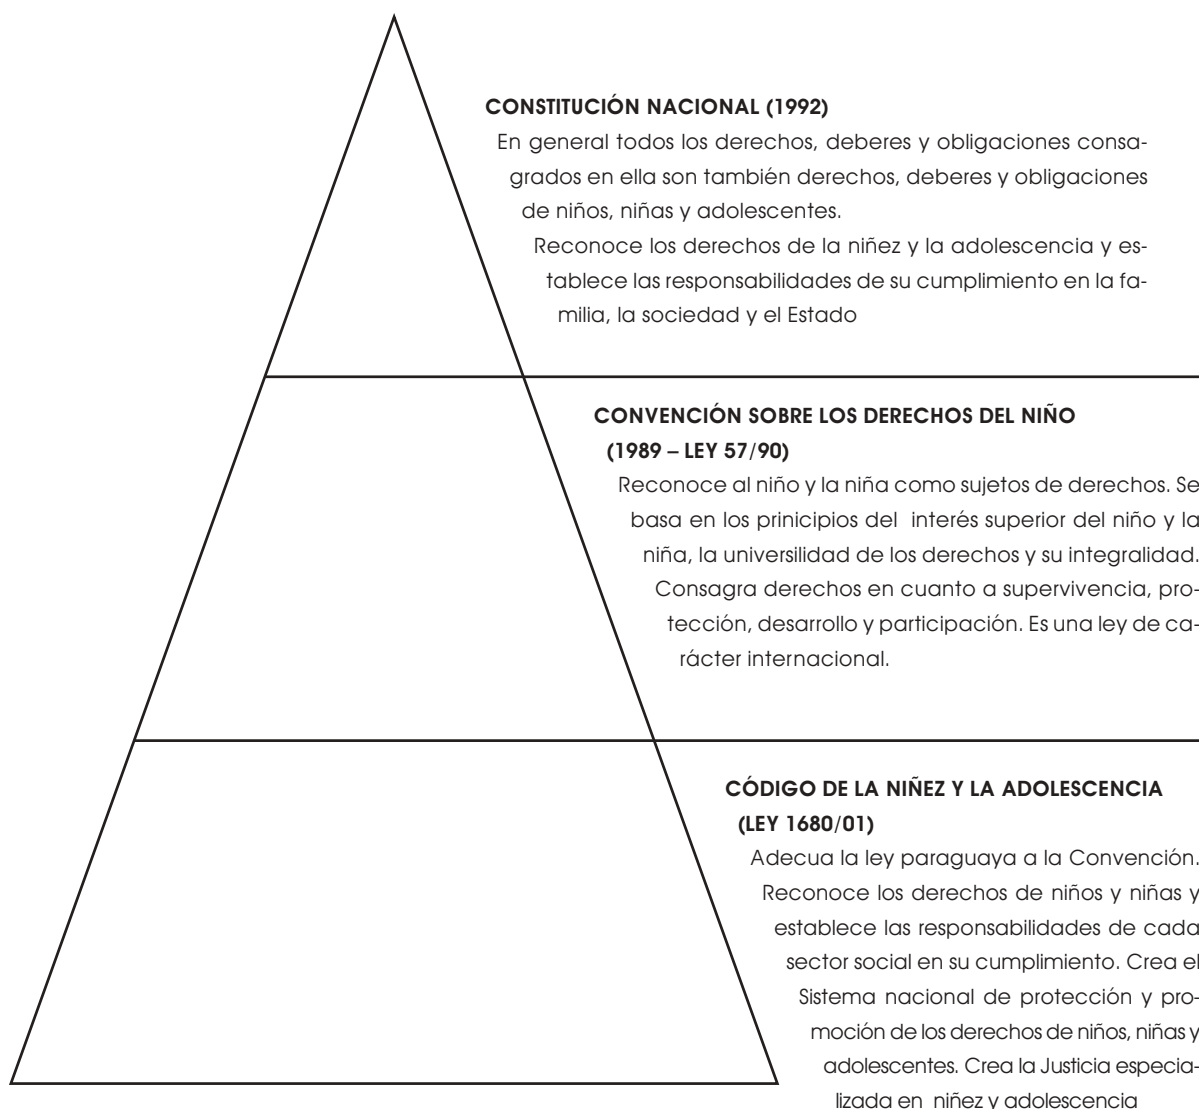 CONSTITUCIÓN NACIONAL (1992)
En general todos los derechos, deberes y obligaciones consa-
grados en ella son también derechos, deberes y obligaciones
de niños, niñas y adolescentes.
Reconoce los derechos de la niñez y la adolescencia y es-
tablece las responsabilidades de su cumplimiento en la fa-
milia, la sociedad y el Estado
CONVENCIÓN SOBRE LOS DERECHOS DEL NIÑO
(1989 – LEY 57/90)
Reconoce al niño y la niña como sujetos de derechos. Se
basa en los prinicipios del interés superior del niño y la
niña, la universilidad de los derechos y su integralidad.
Consagra derechos en cuanto a supervivencia, pro-
tección, desarrollo y participación. Es una ley de ca-
rácter internacional.
CÓDIGO DE LA NIÑEZ Y LA ADOLESCENCIA
(LEY 1680/01)
Adecua la ley paraguaya a la Convención.
Reconoce los derechos de niños y niñas y
establece las responsabilidades de cada
sector social en su cumplimiento. Crea el
Sistema nacional de protección y pro-
moción de los derechos de niños, niñas y
adolescentes. Crea la Justicia especia-
lizada en niñez y adolescencia